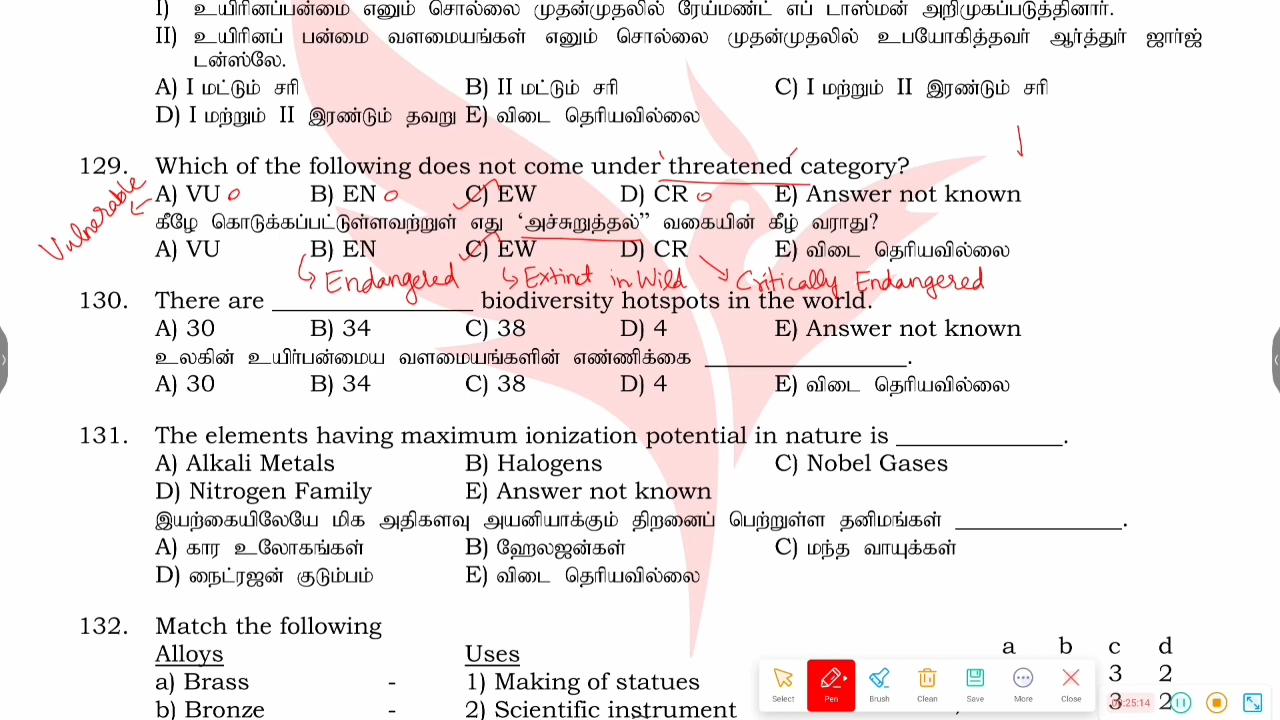 I) உயிரினப்பன்மை எனும் சொல்லை முதன்முதலில் ரேய்மண்ட் எப் டாஸ்மன் அறிமுகப்படுத்தினார்.
II) உயிரினப் பன்மை வளமையங்கள் எனும் சொல்லை முதன்முதலில் உபயோகித்தவர் ஆர்த்துர் ஜார்ஜ்
டன்ஸ்லே.
A) I மட்டும் சரி B) II மட்டும் சரி C) I மற்றும் II இரண்டும் சரி
D) I மற்றும் II இரண்டும் தவறு E) விடை தெரியவில்லை
129. Which of the following does not come under 'threatened' category?
A) VU B) EN C) EW D) CR E) Answer not known
Vulnerable
கீழே கொடுக்கப்பட்டுள்ளவற்றுள் எது ‘அச்சுறுத்தல்” வகையின் கீழ் வராது?
A) VU B) EN C) EW D) CR E) விடை தெரியவில்லை
Endangered Extinct in Wild Critically Endangered
130. There are _______________ biodiversity hotspots in the world.
A) 30 B) 34 C) 38 D) 4 E) Answer not known
உலகின் உயிர்பன்மைய வளமையங்களின் எண்ணிக்கை _______________.
A) 30 B) 34 C) 38 D) 4 E) விடை தெரியவில்லை
131. The elements having maximum ionization potential in nature is _____________.
A) Alkali Metals B) Halogens C) Nobel Gases
D) Nitrogen Family E) Answer not known
இயற்கையிலேயே மிக அதிகளவு அயனியாக்கும் திறனைப் பெற்றுள்ள தனிமங்கள் _____________.
A) கார உலோகங்கள் B) ஹேலஜன்கள் C) மந்த வாயுக்கள்
D) நைட்ரஜன் குடும்பம் E) விடை தெரியவில்லை
132. Match the following
Alloys Uses a b c d
a) Brass - 1) Making of statues 3 2
b) Bronze - 2) Scientific instrument 3 2
Select Pen Brush Clean Save More Close
:25:14